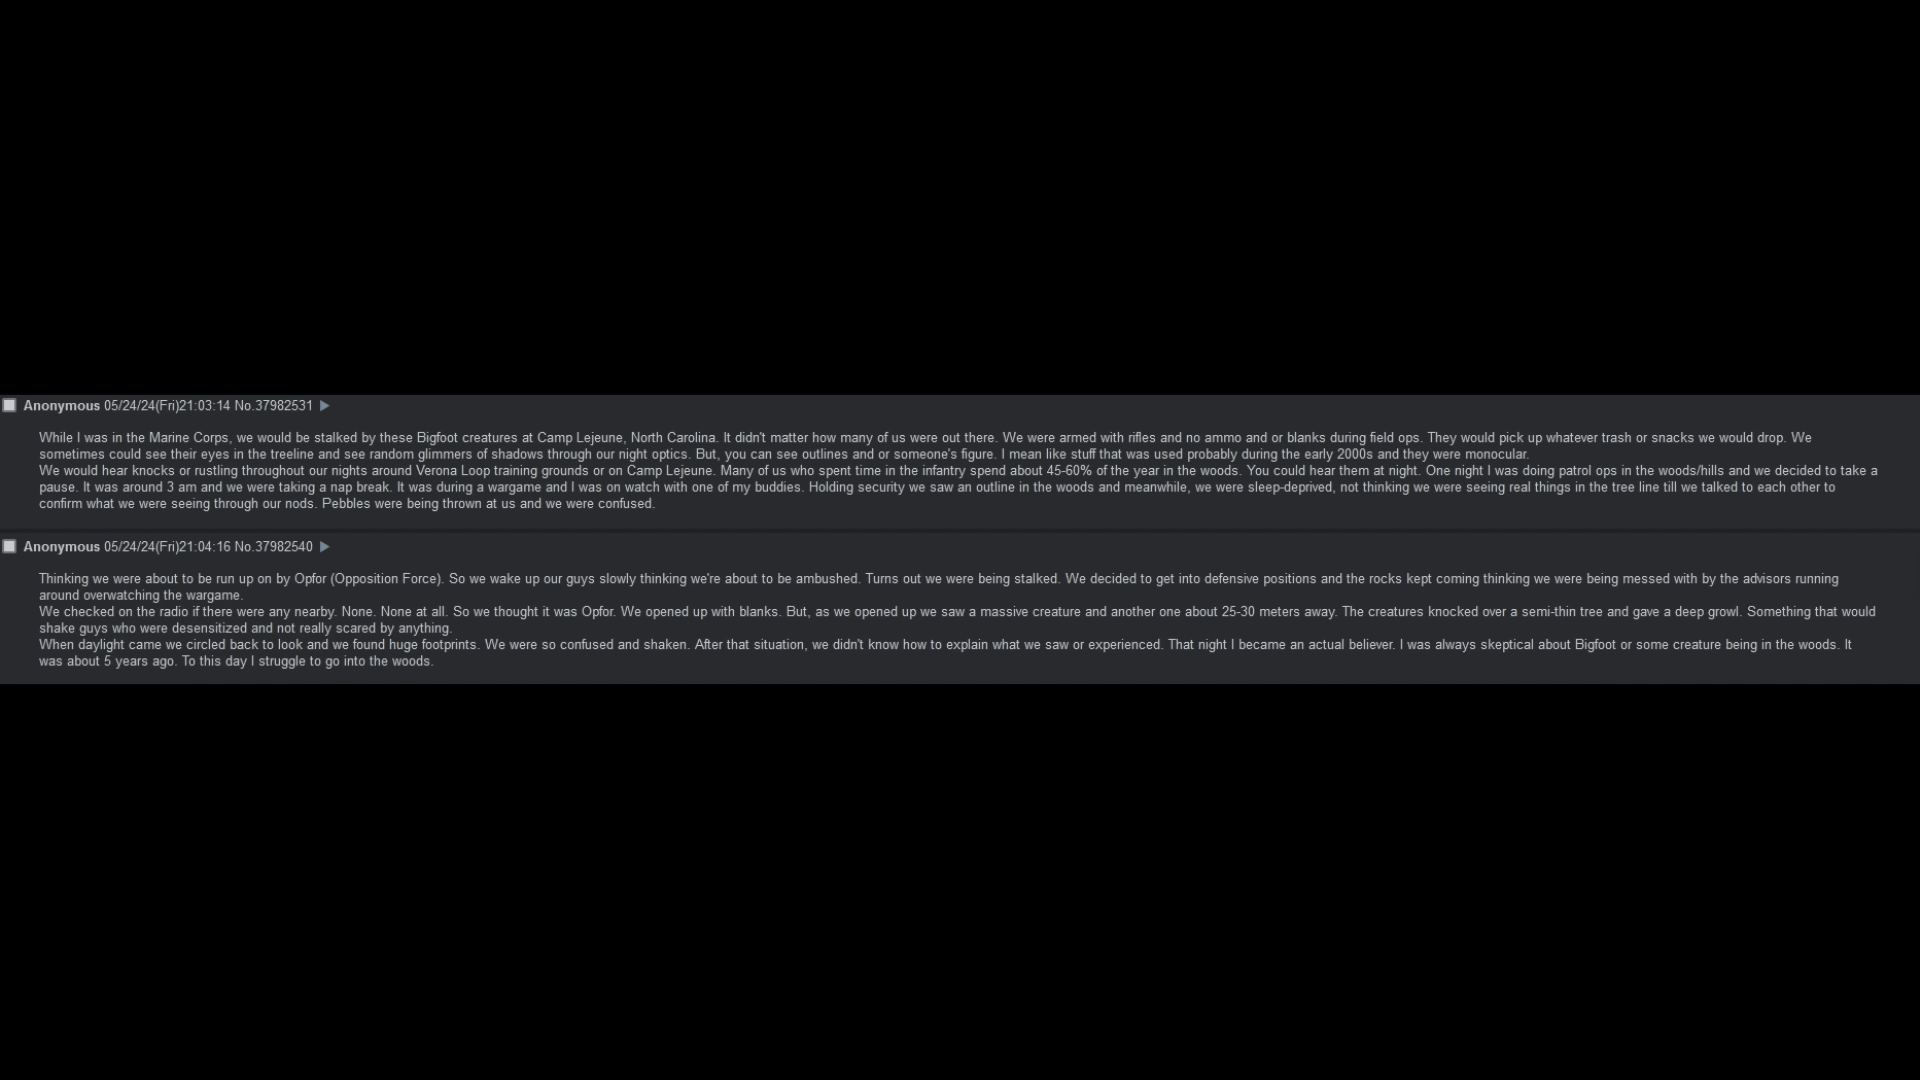 Anonymous 05/24/24(Fri)21:03:14 No.37982531 ▶
While I was in the Marine Corps, we would be stalked by these Bigfoot creatures at Camp Lejeune, North Carolina. It didn't matter how many of us were out there. We were armed with rifles and no ammo and or blanks during field ops. They would pick up whatever trash or snacks we would drop. We
sometimes could see their eyes in the treeline and see random glimmers of shadows through our night optics. But, you can see outlines and or someone's figure. I mean like stuff that was used probably during the early 2000s and they were monocular.
We would hear knocks or rustling throughout our nights around Verona Loop training grounds or on Camp Lejeune. Many of us who spent time in the infantry spend about 45-60% of the year in the woods. You could hear them at night. One night I was doing patrol ops in the woods/hills and we decided to take a
pause. It was around 3 am and we were taking a nap break. It was during a wargame and I was on watch with one of my buddies. Holding security we saw an outline in the woods and meanwhile, we were sleep-deprived, not thinking we were seeing real things in the tree line till we talked to each other to
confirm what we were seeing through our nods. Pebbles were being thrown at us and we were confused.
Anonymous 05/24/24(Fri)21:04:16 No.37982540 ▶
Thinking we were about to be run up on by Opfor (Opposition Force). So we wake up our guys slowly thinking we're about to be ambushed. Turns out we were being stalked. We decided to get into defensive positions and the rocks kept coming thinking we were being messed with by the advisors running
around overwatching the wargame.
We checked on the radio if there were any nearby. None. None at all. So we thought it was Opfor. We opened up with blanks. But, as we opened up we saw a massive creature and another one about 25-30 meters away. The creatures knocked over a semi-thin tree and gave a deep growl. Something that would
shake guys who were desensitized and not really scared by anything.
When daylight came we circled back to look and we found huge footprints. We were so confused and shaken. After that situation, we didn't know how to explain what we saw or experienced. That night I became an actual believer. I was always skeptical about Bigfoot or some creature being in the woods. It
was about 5 years ago. To this day I struggle to go into the woods.